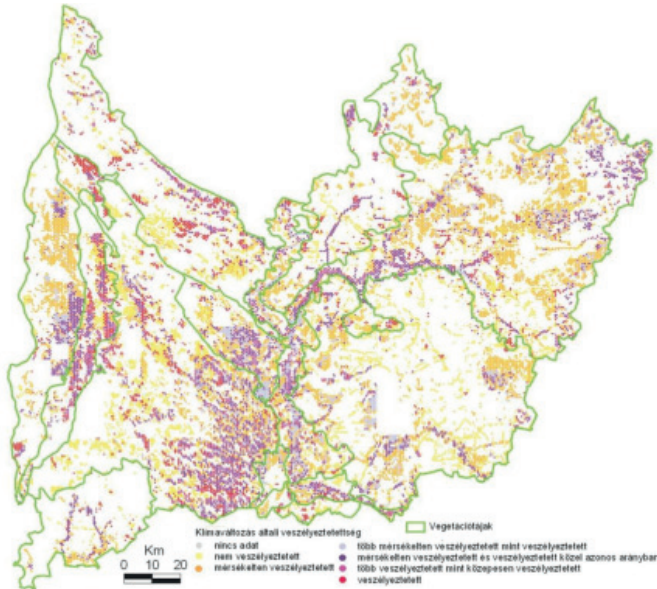 Klímaváltozás általi veszélyeztetettség
nincs adat
nem veszélyeztetett
mérsékelten veszélyeztetett
Vegetációtájak
több mérsékelten veszélyeztetett mint veszélyeztetett
mérsékelten veszélyeztetett és veszélyeztetett közel azonos arányban
több veszélyeztetett mint közepesen veszélyeztetett
veszélyeztetett
Km
0 10 20